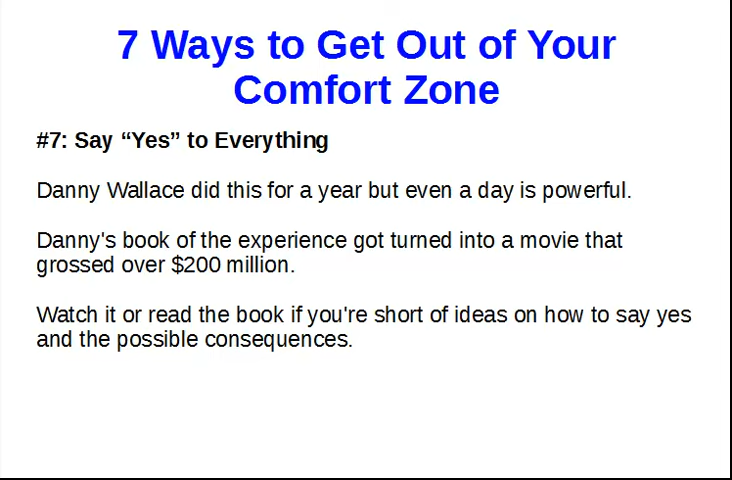 7 Ways to Get Out of Your
Comfort Zone
#7: Say “Yes” to Everything
Danny Wallace did this for a year but even a day is powerful.
Danny's book of the experience got turned into a movie that
grossed over $200 million.
Watch it or read the book if you're short of ideas on how to say yes
and the possible consequences.